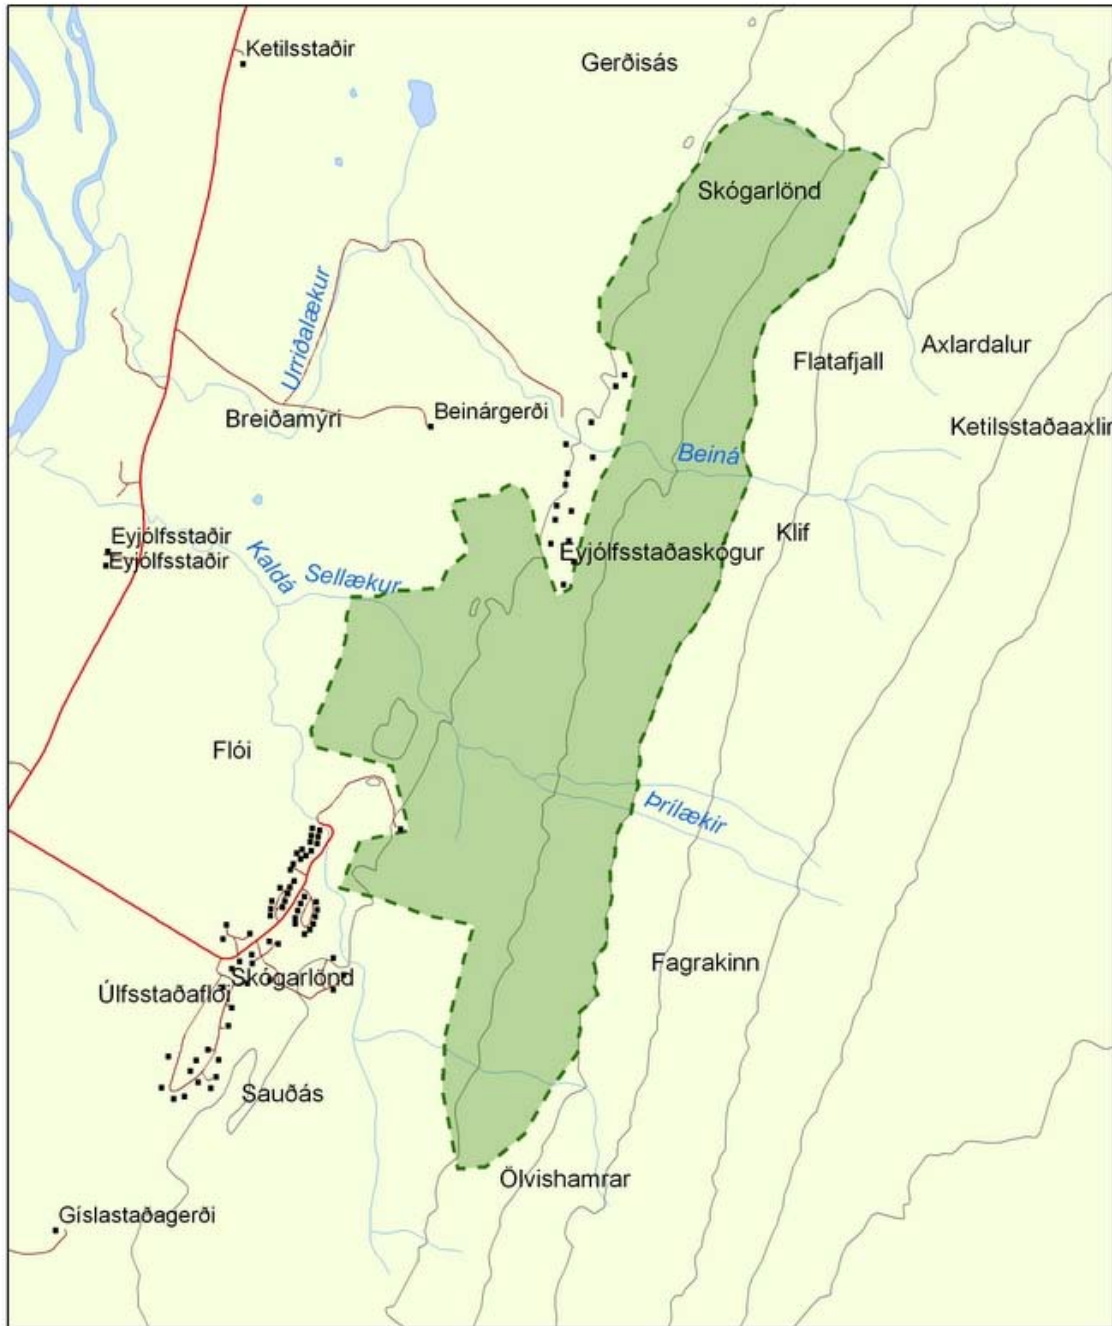 Ketilsstaðir
Gerðisás
Skógarlönd
Urriðalækur
Axlardalur
Flatafjall
Breiðamýri
Beinárgerði
Ketilsstaðaaxlir
Beiná
Klif
Eyjólfsstaðir
Eyjólfsstaðir
Eyjólfsstaðaskógur
Kaldá
Sellækur
Flói
Þrílækir
Fagrakinn
Skógarlönd
Úlfsstaðaflói
Sauðás
Ölvishamrar
Gíslastaðagerði